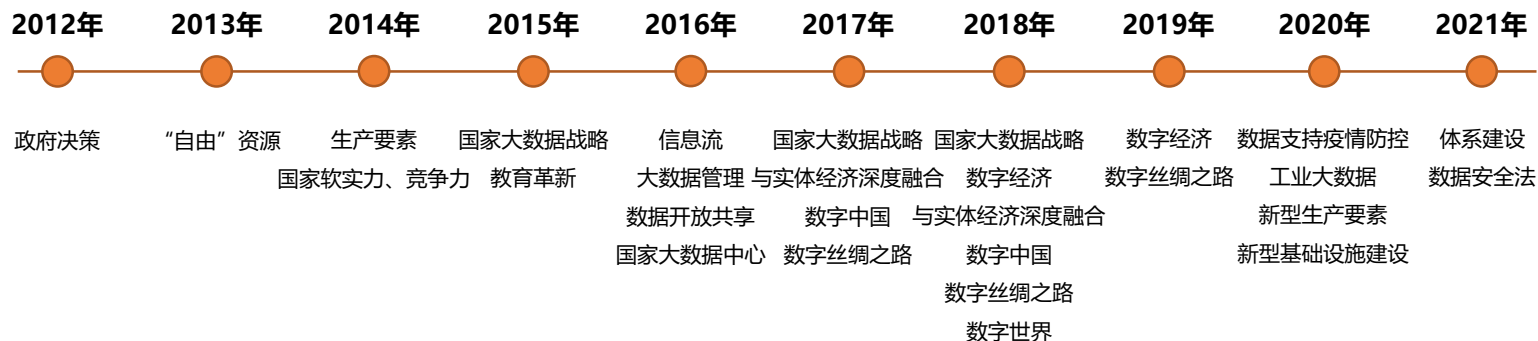 2012年
2013年
2014年
2015年
2016年
2017年
2018年
2019年
2020年
2021年
政府决策
“自由”资源
生产要素
国家软实力、竞争力
国家大数据战略
教育革新
信息流
大数据管理
数据开放共享
国家大数据中心
国家大数据战略
与实体经济深度融合
数字中国
数字丝绸之路
国家大数据战略
数字经济
与实体经济深度融合
数字中国
数字丝绸之路
数字世界
数字经济
数字丝绸之路
数据支持疫情防控
工业大数据
新型生产要素
新型基础设施建设
体系建设
数据安全法